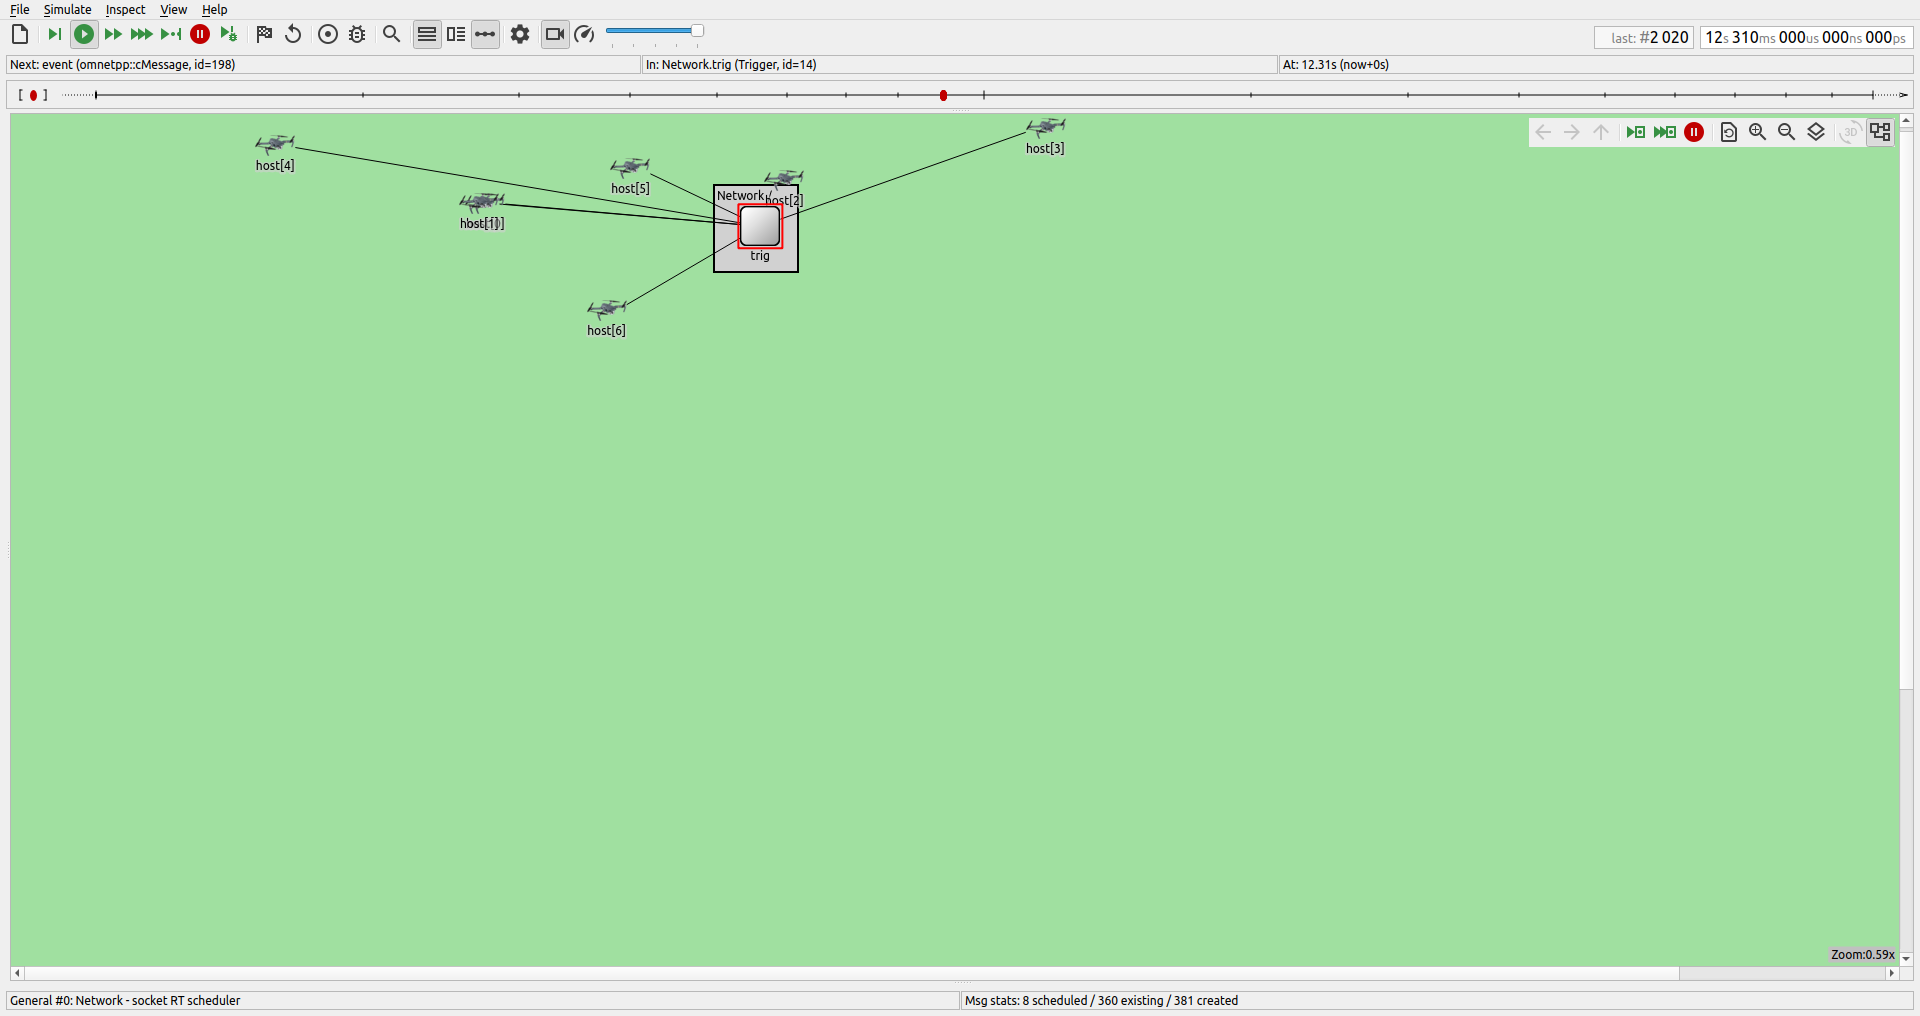 File Simulate Inspect View Help
last: #2 020
12s 310ms 000us 000ns 000ps
Next: event (omnetpp::cMessage, id=198)
In: Network.trig (Trigger, id=14)
At: 12.31s (now+0s)
[ ]
3D
host[4]
host[5]
host[3]
Network
host[2]
trig
host[6]
Zoom:0.59x
General #0: Network - socket RT scheduler
Msg stats: 8 scheduled / 360 existing / 381 created